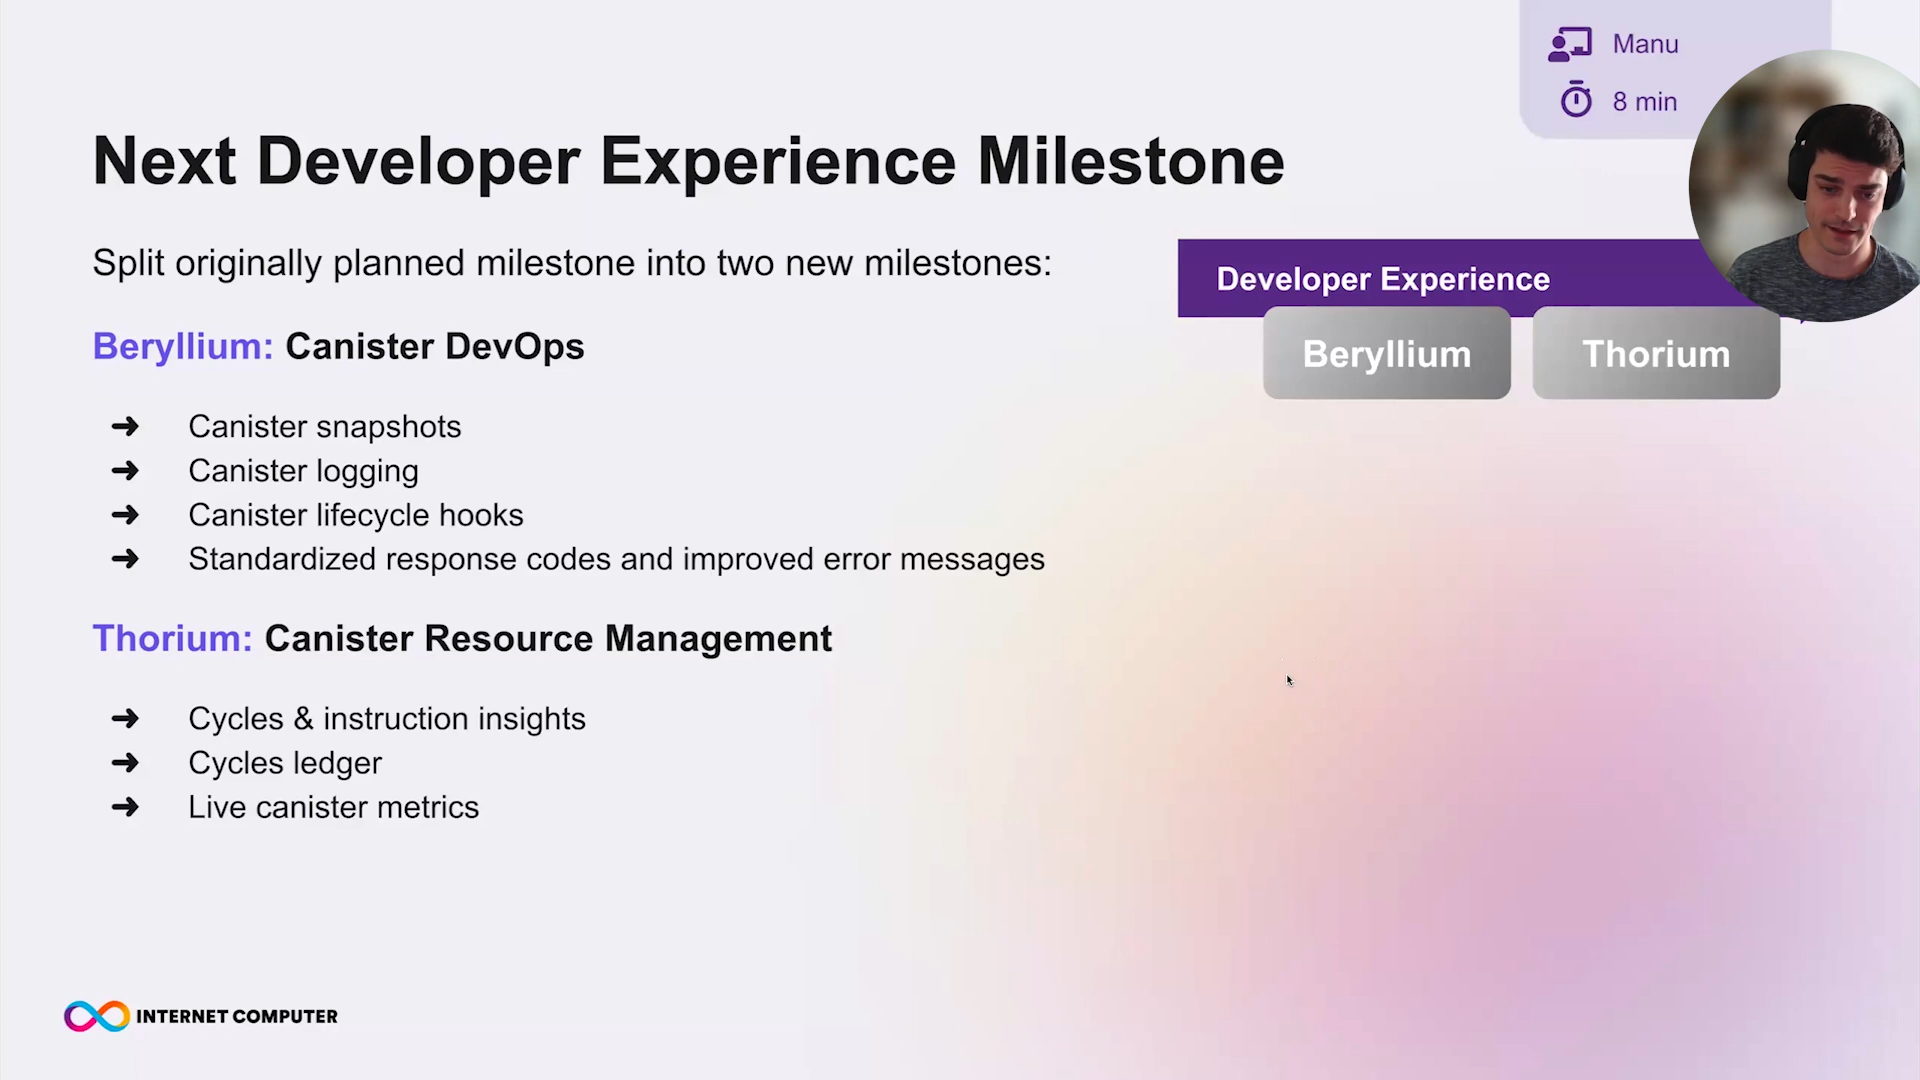 Manu
8 min
Next Developer Experience Milestone
Split originally planned milestone into two new milestones:
Developer Experience
Beryllium
Thorium
Beryllium: Canister DevOps
➜ Canister snapshots
➜ Canister logging
➜ Canister lifecycle hooks
➜ Standardized response codes and improved error messages
Thorium: Canister Resource Management
➜ Cycles & instruction insights
➜ Cycles ledger
➜ Live canister metrics
INTERNET COMPUTER